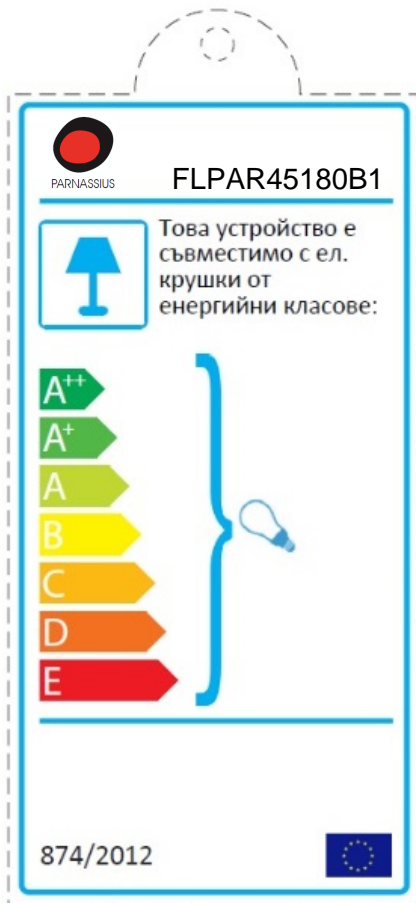 PARNASSIUS
FLPAR45180B1
Това устройство е
съвместимо с ел.
крушки от
енергийни класове:
A++
A+
A
B
C
D
E
874/2012